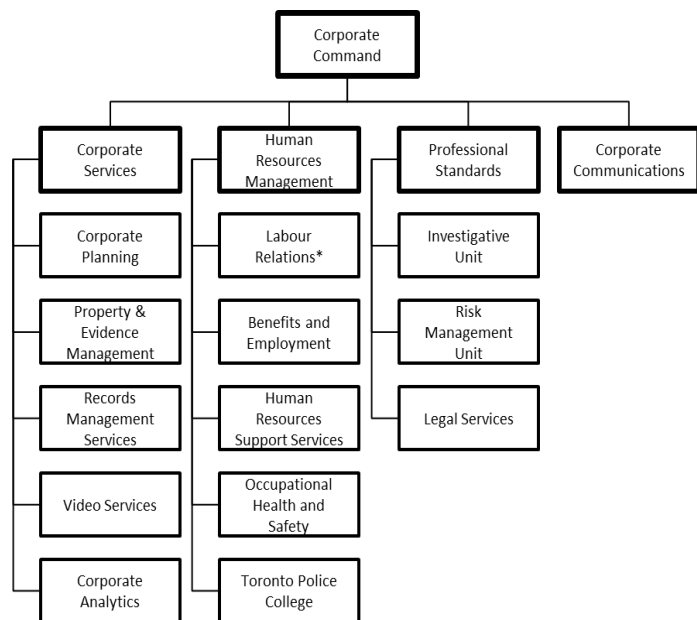 Corporate
Command
Corporate
Services
Human
Resources
Management
Professional
Standards
Corporate
Communications
Corporate
Planning
Labour
Relations*
Investigative
Unit
Property &
Evidence
Management
Benefits and
Employment
Risk
Management
Unit
Records
Management
Services
Human
Resources
Support Services
Legal Services
Video Services
Occupational
Health and
Safety
Corporate
Analytics
Toronto Police
College